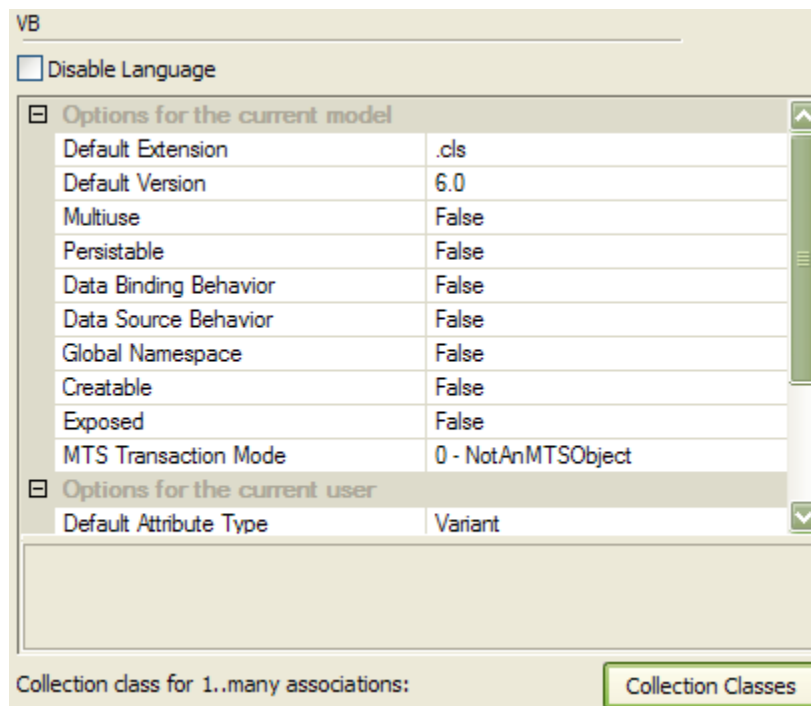 VB
Disable Language
Options for the current model
Default Extension .cls
Default Version 6.0
Multiuse False
Persistable False
Data Binding Behavior False
Data Source Behavior False
Global Namespace False
Creatable False
Exposed False
MTS Transaction Mode 0 - NotAnMTSObject
Options for the current user
Default Attribute Type Variant
Collection class for 1..many associations: Collection Classes